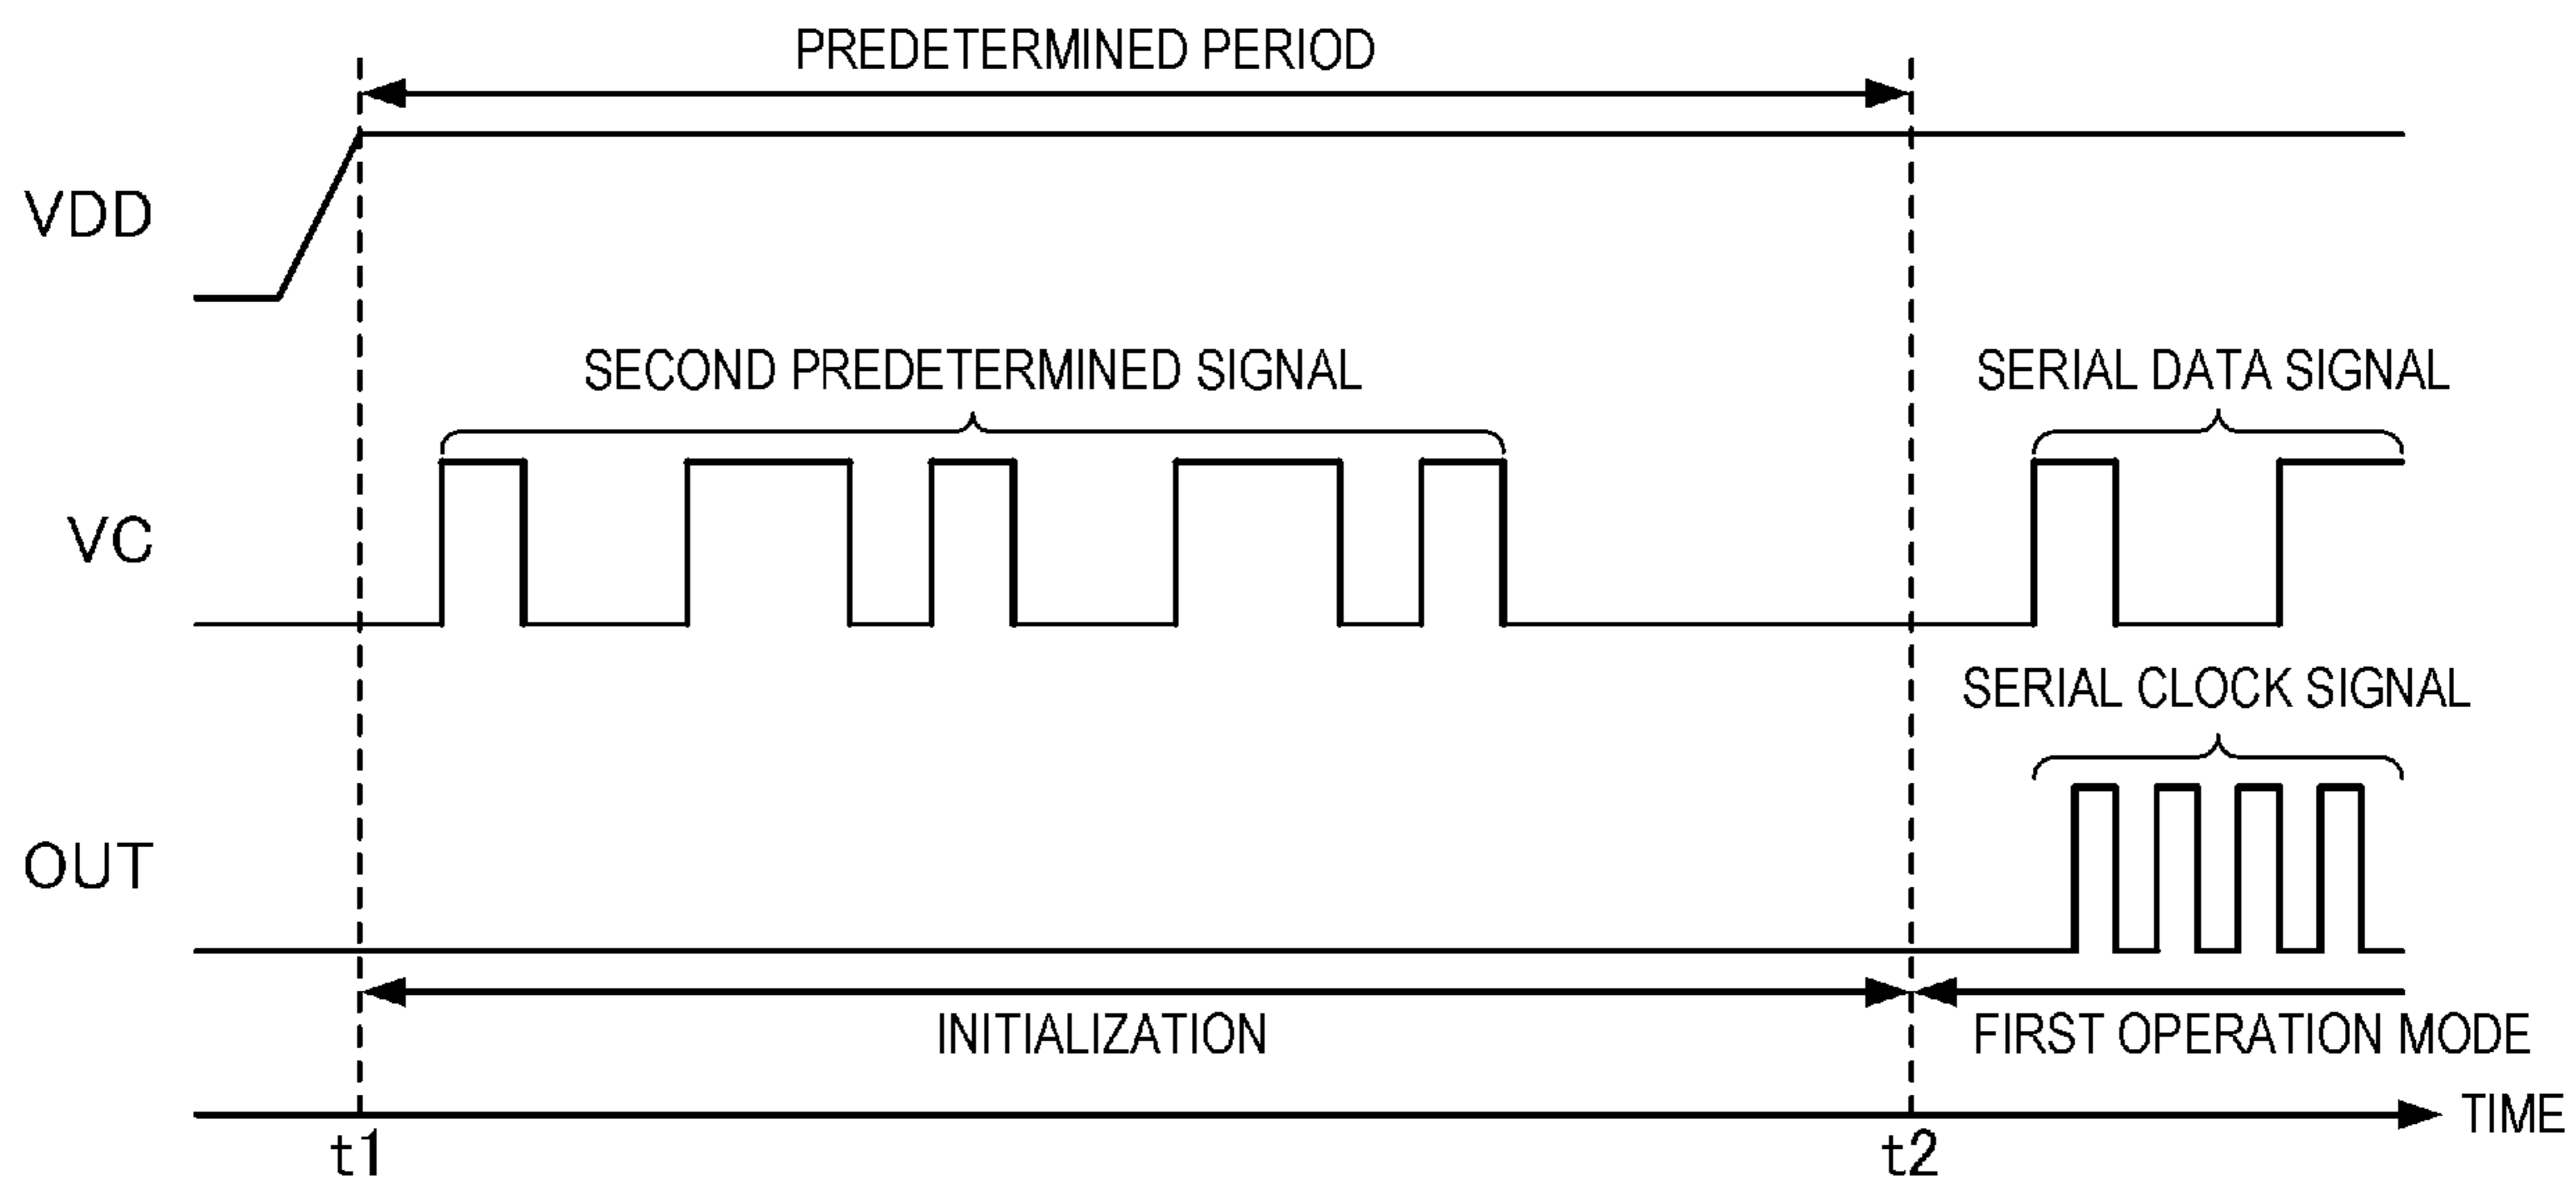 PREDETERMINED PERIOD
VDD
SECOND PREDETERMINED SIGNAL
SERIAL DATA SIGNAL
VC
SERIAL CLOCK SIGNAL
OUT
INITIALIZATION
FIRST OPERATION MODE
TIME
t1
t2